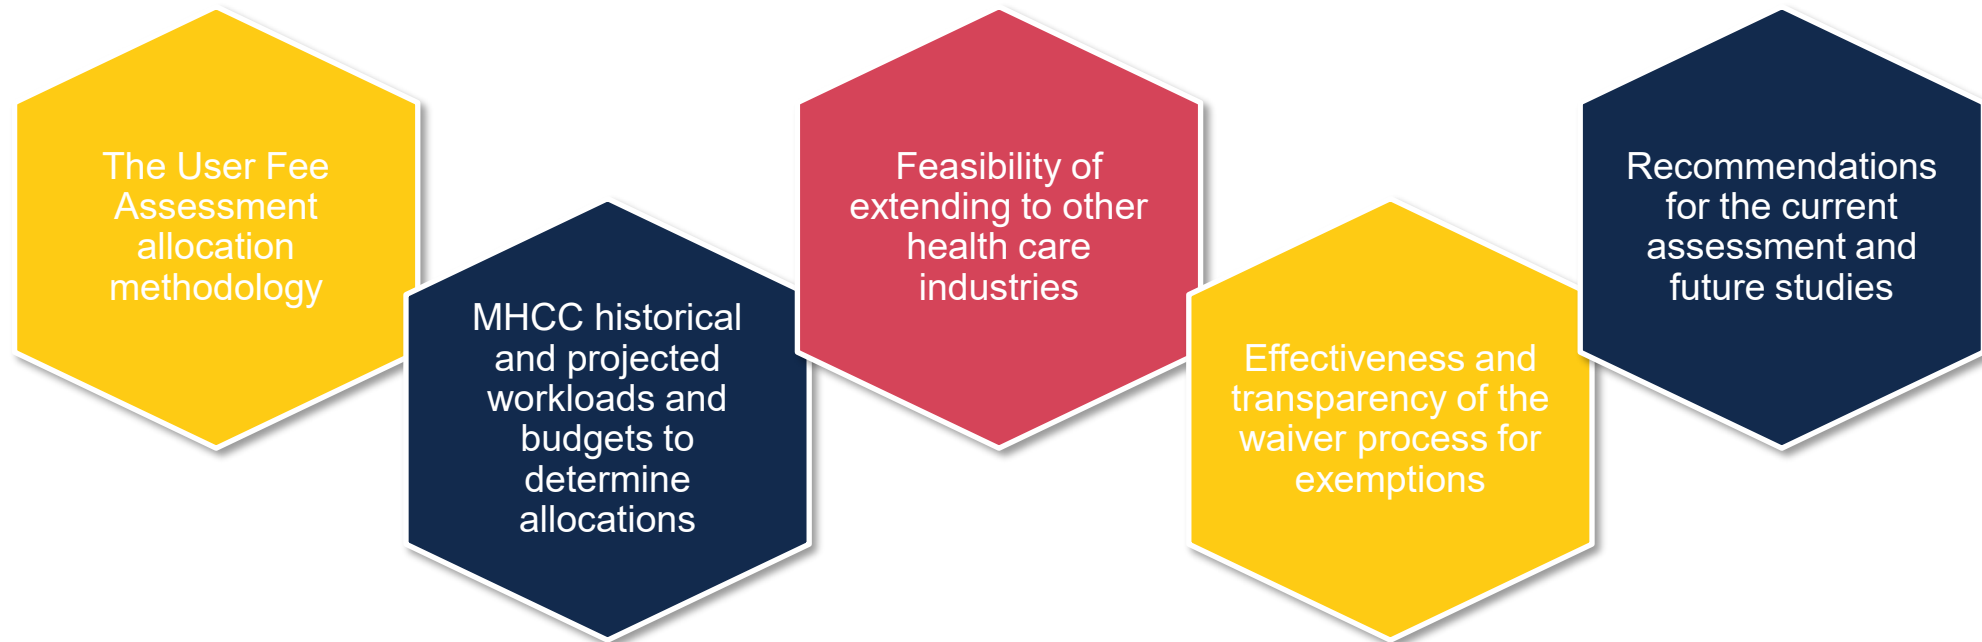 The User Fee
Assessment
allocation
methodology
MHCC historical
and projected
workloads and
budgets to
determine
allocations
Feasibility of
extending to other
health care
industries
Effectiveness and
transparency of the
waiver process for
exemptions
Recommendations
for the current
assessment and
future studies